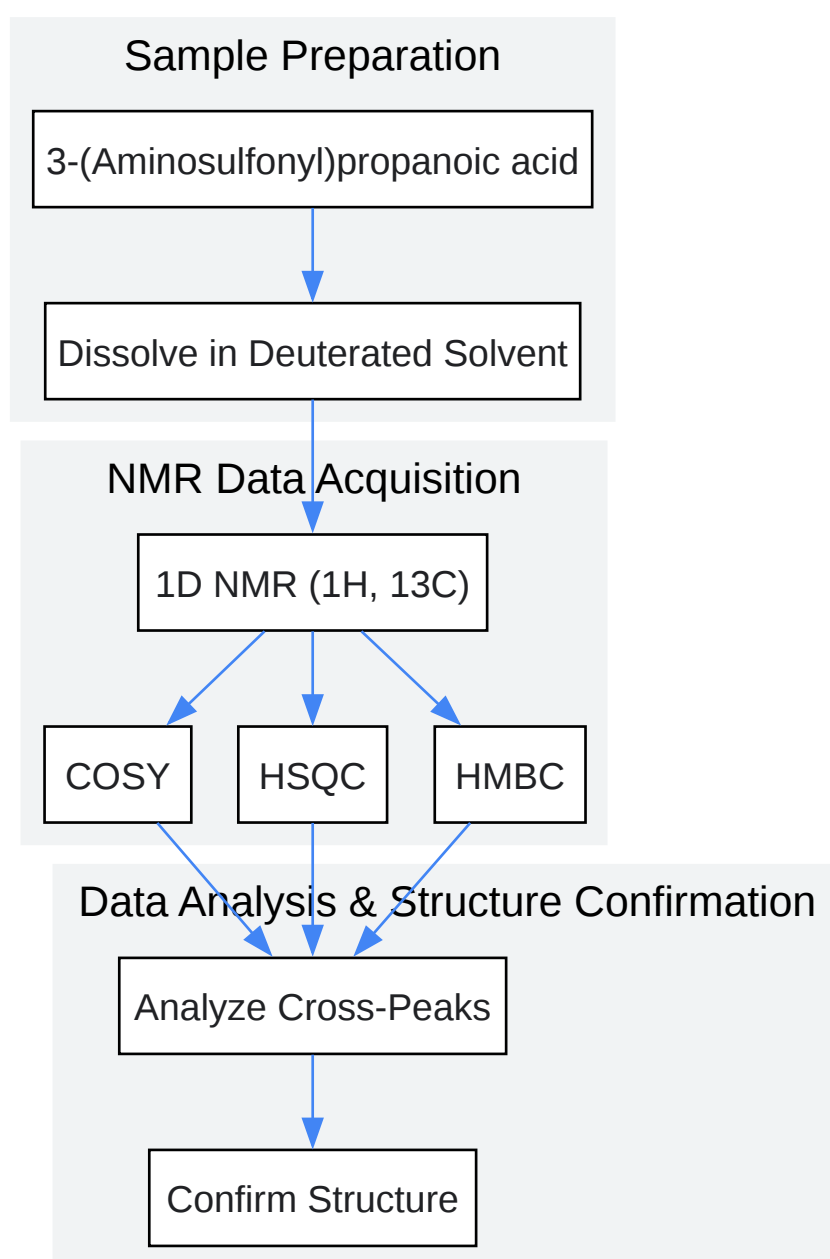 Sample Preparation
3-(Aminosulfonyl)propanoic acid
Dissolve in Deuterated Solvent
NMR Data Acquisition
1D NMR (1H, 13C)
COSY
HSQC
HMBC
Data Analysis & Structure Confirmation
Analyze Cross-Peaks
Confirm Structure